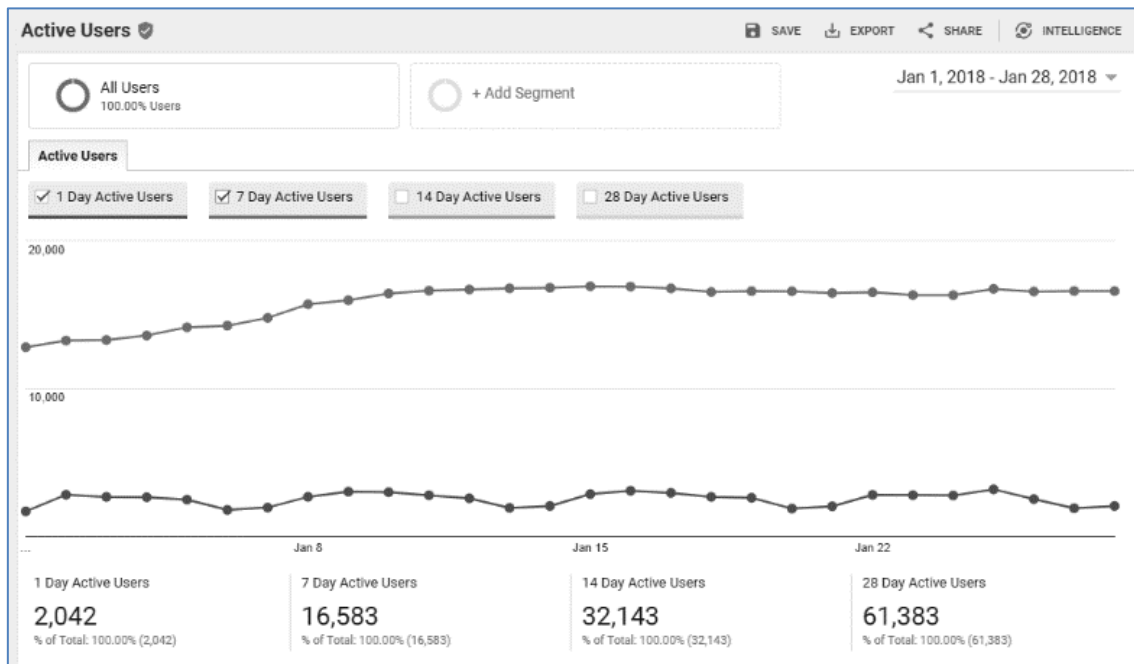 Active Users
SAVE EXPORT SHARE INTELLIGENCE
All Users
100.00% Users
+ Add Segment
Jan 1, 2018 - Jan 28, 2018
Active Users
1 Day Active Users 7 Day Active Users 14 Day Active Users 28 Day Active Users
20,000
10,000
... Jan 8 Jan 15 Jan 22
1 Day Active Users 7 Day Active Users 14 Day Active Users 28 Day Active Users
2,042 16,583 32,143 61,383
% of Total: 100.00% (2,042) % of Total: 100.00% (16,583) % of Total: 100.00% (32,143) % of Total: 100.00% (61,383)